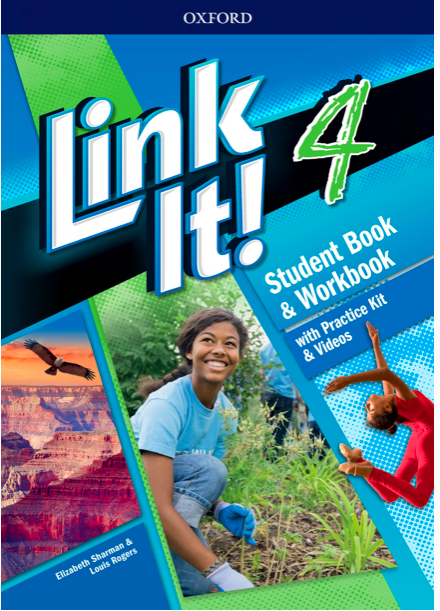 OXFORD
Link
It!
4
Student Book
& Workbook
with Practice Kit
& Videos
Elizabeth Sharman &
Louis Rogers